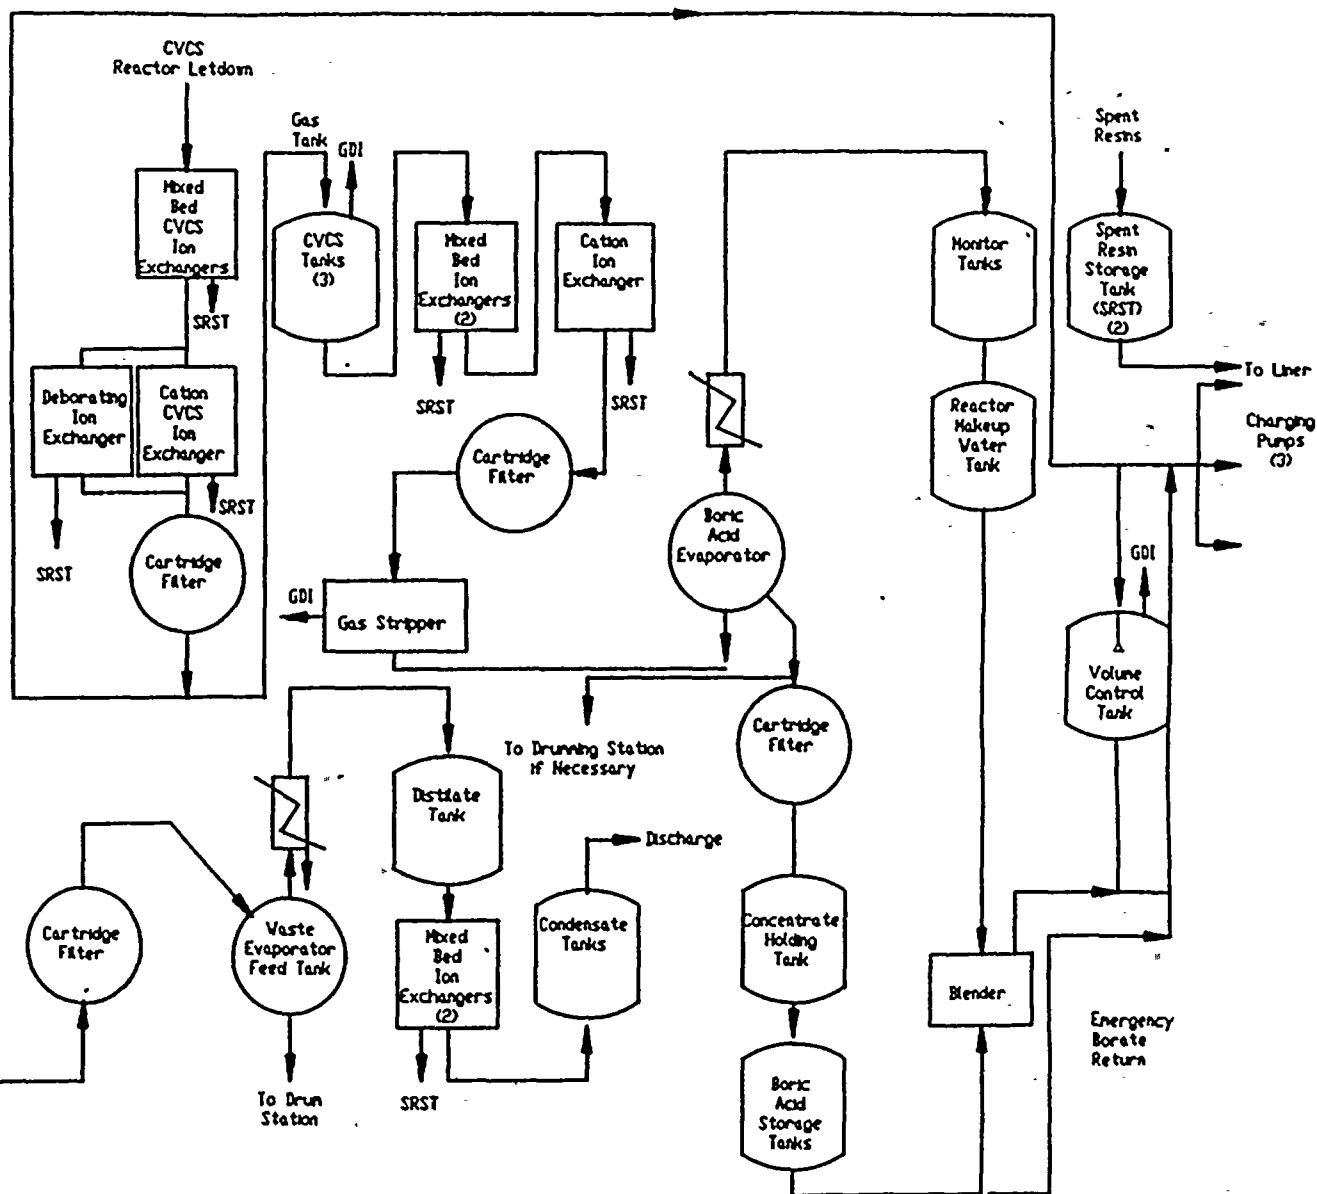 CVCS
Reactor Letdown
Mixed
Bed
CVCS
Ion
Exchangers
SRST
Deborating
Ion
Exchanger
Cation
CVCS
Ion
Exchanger
SRST
SRST
Cartridge
Filter
Gas
Tank
GDI
CVCS
Tanks
(3)
Mixed
Bed
Ion
Exchangers
(2)
SRST
Cation
Ion
Exchanger
SRST
Cartridge
Filter
GDI
Gas Stripper
Boric
Acid
Evaporator
Monitor
Tanks
Reactor
Makeup
Water
Tank
Spent
Resins
Spent
Resin
Storage
Tank
(SRST)
(2)
To Liner
Charging
Pumps
(3)
GDI
Volume
Control
Tank
To Drumming Station
If Necessary
Cartridge
Filter
Distilate
Tank
Discharge
Cartridge
Filter
Waste
Evaporator
Feed Tank
Mixed
Bed
Ion
Exchangers
(2)
Condensate
Tanks
Concentrate
Holding
Tank
Blender
Emergency
Borate
Return
To Drum
Station
SRST
Boric
Acid
Storage
Tanks